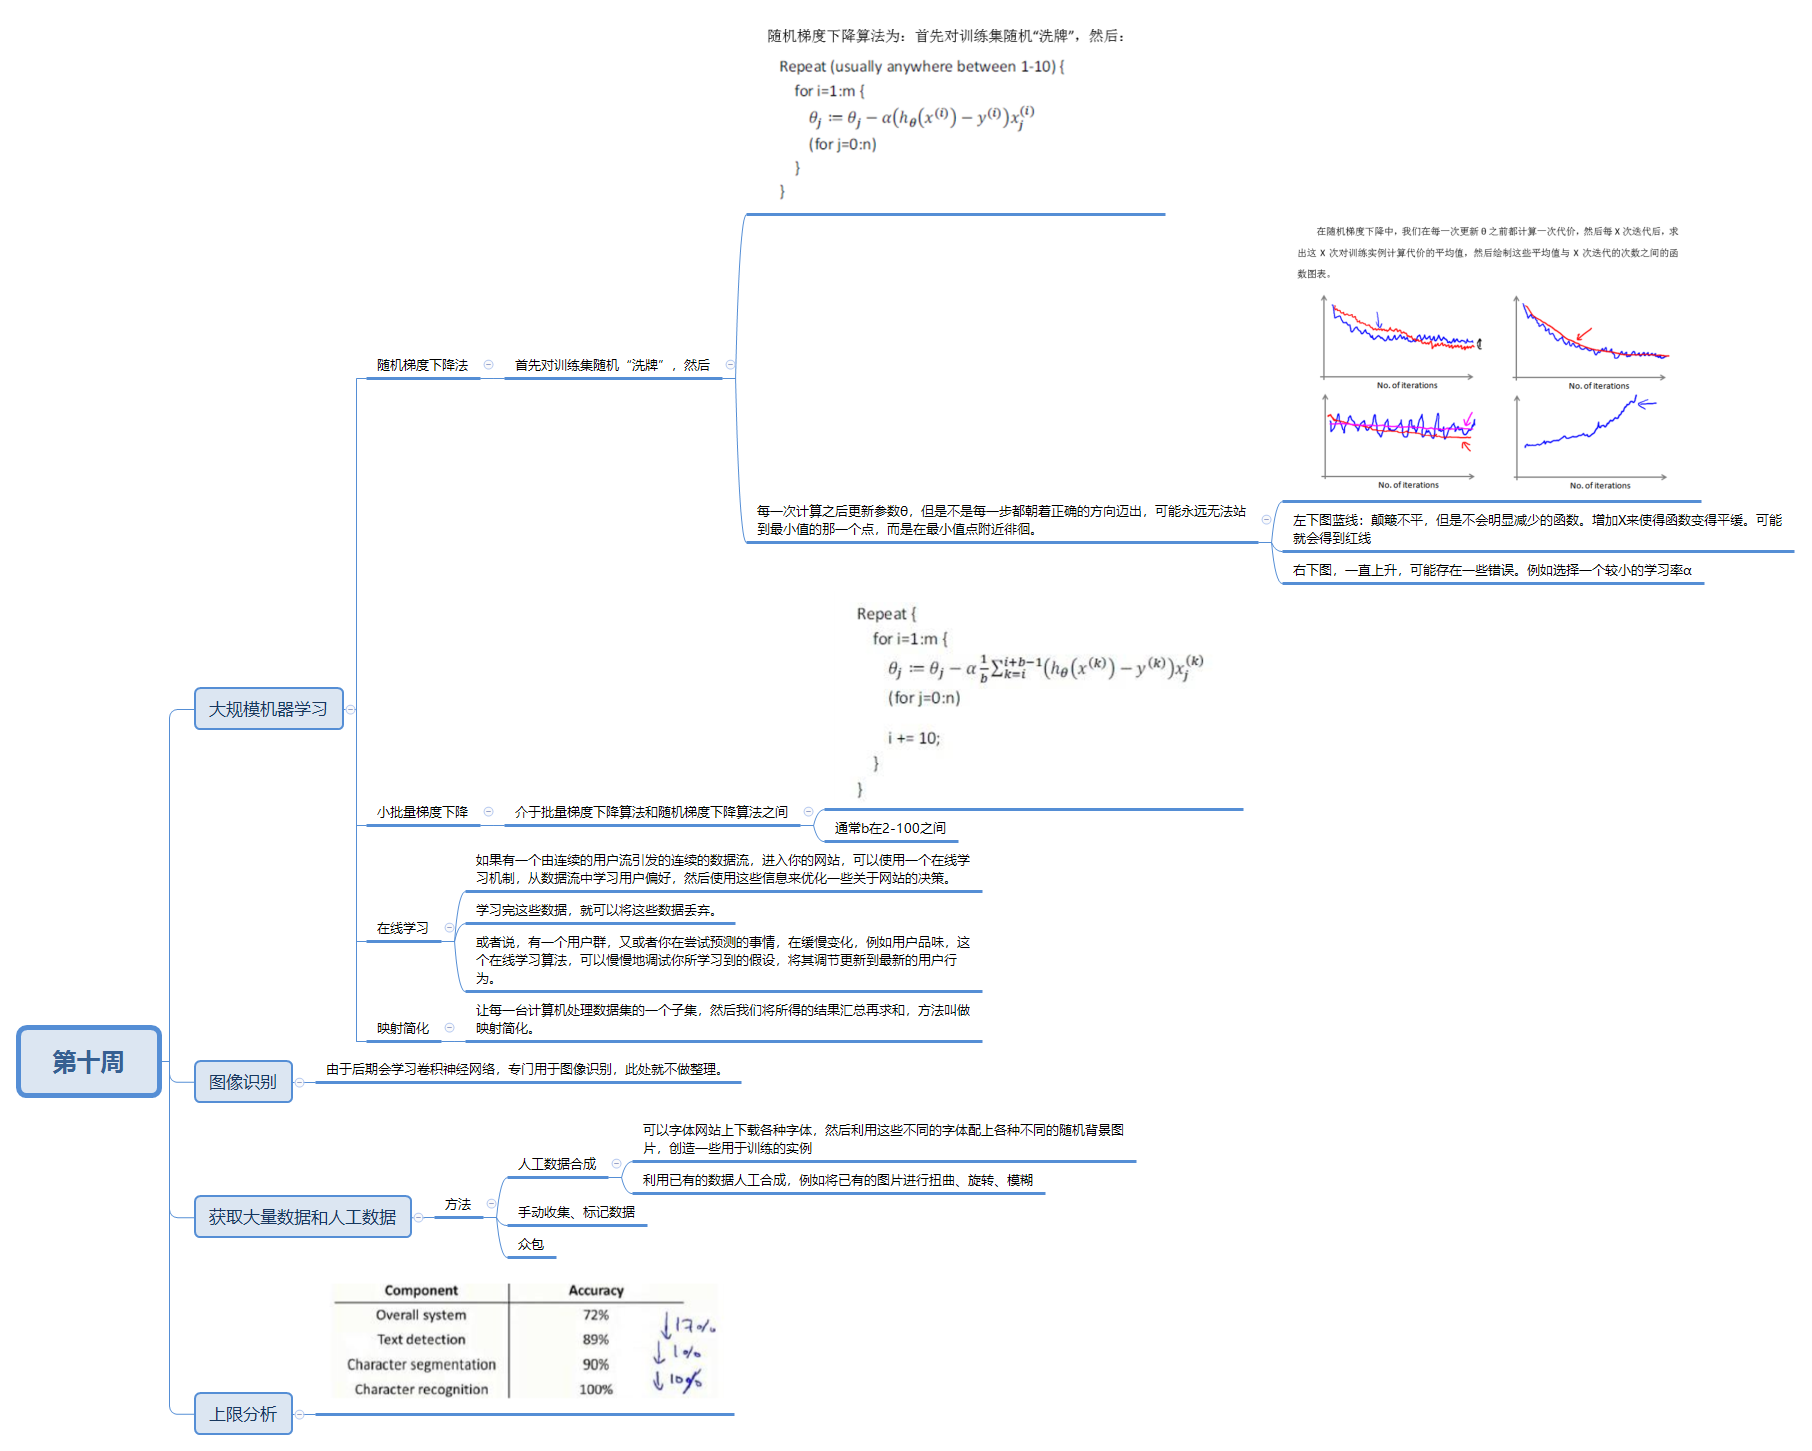 随机梯度下降算法为：首先对训练集随机“洗牌”，然后：
Repeat (usually anywhere between 1-10) {
for i=1:m {
θⱼ ≔ θⱼ − α(h_θ(x⁽ⁱ⁾) − y⁽ⁱ⁾)xⱼ⁽ⁱ⁾
(for j=0:n)
}
}
在随机梯度下降中，我们在每一次更新 θ 之前都计算一次代价，然后每 X 次迭代后，求
出这 X 次对训练实例计算代价的平均值，然后绘制这些平均值与 X 次迭代的次数之间的函
数图表。
No. of iterations
No. of iterations
No. of iterations
No. of iterations
随机梯度下降法
首先对训练集随机“洗牌”，然后
每一次计算之后更新参数θ，但是不是每一步都朝着正确的方向迈出，可能永远无法站
到最小值的那一个点，而是在最小值点附近徘徊。
左下图蓝线：颠簸不平，但是不会明显减少的函数。增加X来使得函数变得平缓。可能
就会得到红线
右下图，一直上升，可能存在一些错误。例如选择一个较小的学习率α
Repeat {
for i=1:m {
θⱼ ≔ θⱼ − α 1/b ∑_{k=i}^{i+b−1}(h_θ(x⁽ᵏ⁾) − y⁽ᵏ⁾)xⱼ⁽ᵏ⁾
(for j=0:n)
i += 10;
}
}
大规模机器学习
小批量梯度下降
介于批量梯度下降算法和随机梯度下降算法之间
通常b在2-100之间
如果有一个由连续的用户流引发的连续的数据流，进入你的网站，可以使用一个在线学
习机制，从数据流中学习用户偏好，然后使用这些信息来优化一些关于网站的决策。
在线学习
学习完这些数据，就可以将这些数据丢弃。
或者说，有一个用户群，又或者你在尝试预测的事情，在缓慢变化，例如用户品味，这
个在线学习算法，可以慢慢地调试你所学习到的假设，将其调节更新到最新的用户行
为。
映射简化
让每一台计算机处理数据集的一个子集，然后我们将所得的结果汇总再求和，方法叫做
映射简化。
第十周
图像识别
由于后期会学习卷积神经网络，专门用于图像识别，此处就不做整理。
获取大量数据和人工数据
方法
人工数据合成
可以字体网站上下载各种字体，然后利用这些不同的字体配上各种不同的随机背景图
片，创造一些用于训练的实例
利用已有的数据人工合成，例如将已有的图片进行扭曲、旋转、模糊
手动收集、标记数据
众包
上限分析
Component Accuracy
Overall system 72%
↓17%
Text detection 89%
↓1%
Character segmentation 90%
↓10%
Character recognition 100%